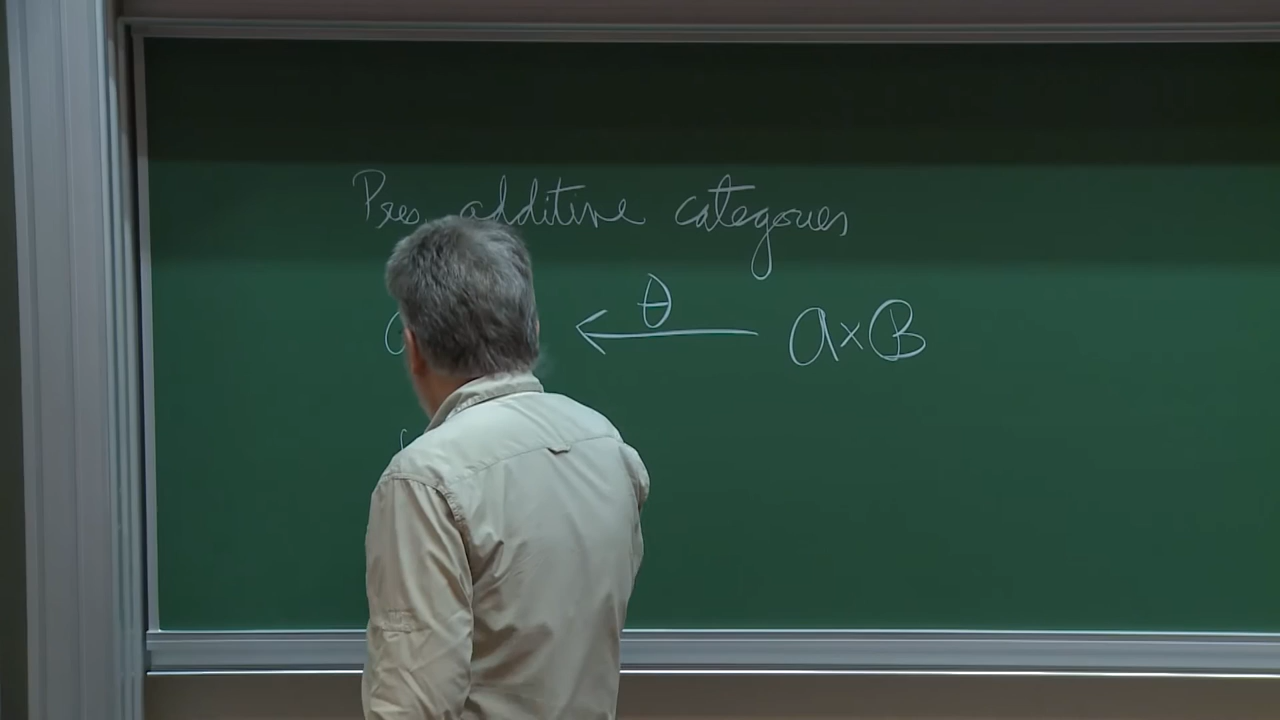 Pres. additive categories
θ
a×B